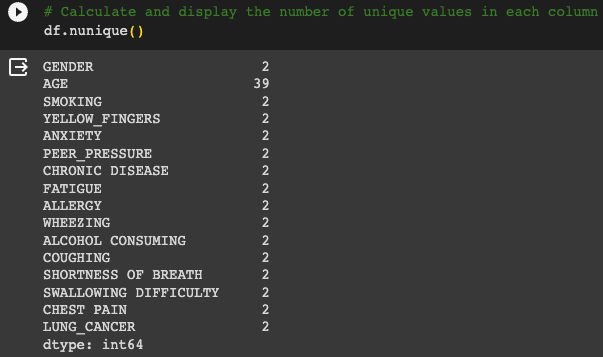 # Calculate and display the number of unique values in each column
df.nunique()
GENDER 2
AGE 39
SMOKING 2
YELLOW_FINGERS 2
ANXIETY 2
PEER_PRESSURE 2
CHRONIC DISEASE 2
FATIGUE 2
ALLERGY 2
WHEEZING 2
ALCOHOL CONSUMING 2
COUGHING 2
SHORTNESS OF BREATH 2
SWALLOWING DIFFICULTY 2
CHEST PAIN 2
LUNG_CANCER 2
dtype: int64